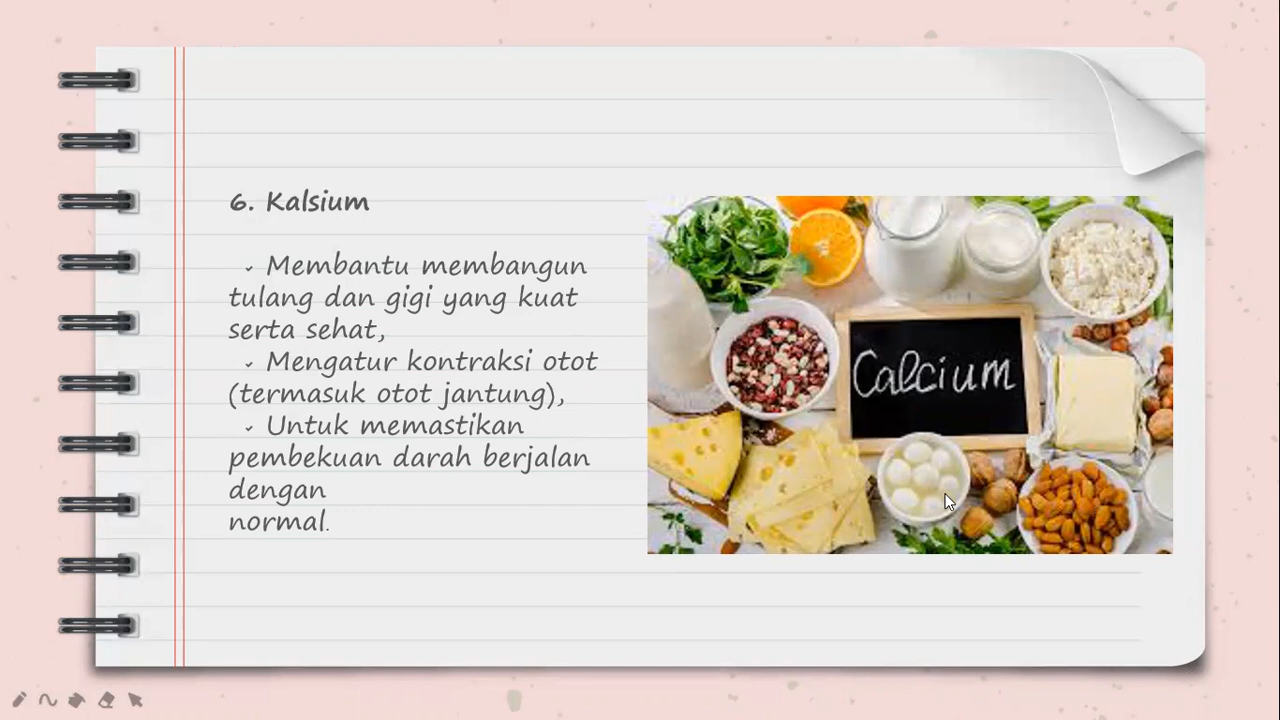 6. Kalsium
✓ Membantu membangun
tulang dan gigi yang kuat
serta sehat,
✓ Mengatur kontraksi otot
(termasuk otot jantung),
✓ Untuk memastikan
pembekuan darah berjalan
dengan
normal.
Calcium